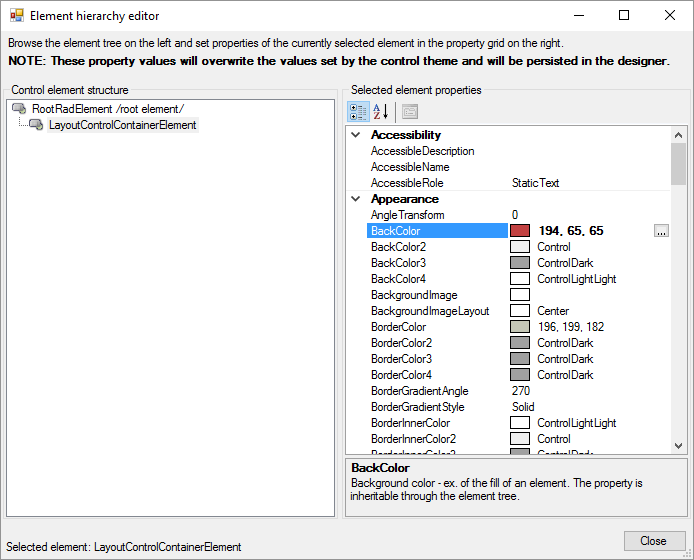 Element hierarchy editor
Browse the element tree on the left and set properties of the currently selected element in the property grid on the right.
NOTE: These property values will overwrite the values set by the control theme and will be persisted in the designer.
Control element structure
RootRadElement /root element/
LayoutControlContainerElement
Selected element properties
Accessibility
AccessibleDescription
AccessibleName
AccessibleRole StaticText
Appearance
AngleTransform 0
BackColor 194, 65, 65 ...
BackColor2 Control
BackColor3 ControlDark
BackColor4 ControlLightLight
BackgroundImage
BackgroundImageLayout Center
BorderColor 196, 199, 182
BorderColor2 ControlDark
BorderColor3 ControlDark
BorderColor4 ControlDark
BorderGradientAngle 270
BorderGradientStyle Solid
BorderInnerColor ControlLightLight
BorderInnerColor2 Control
BorderInnerColor3 ControlDark
BackColor
Background color - ex. of the fill of an element. The property is
inheritable through the element tree.
Selected element: LayoutControlContainerElement
Close